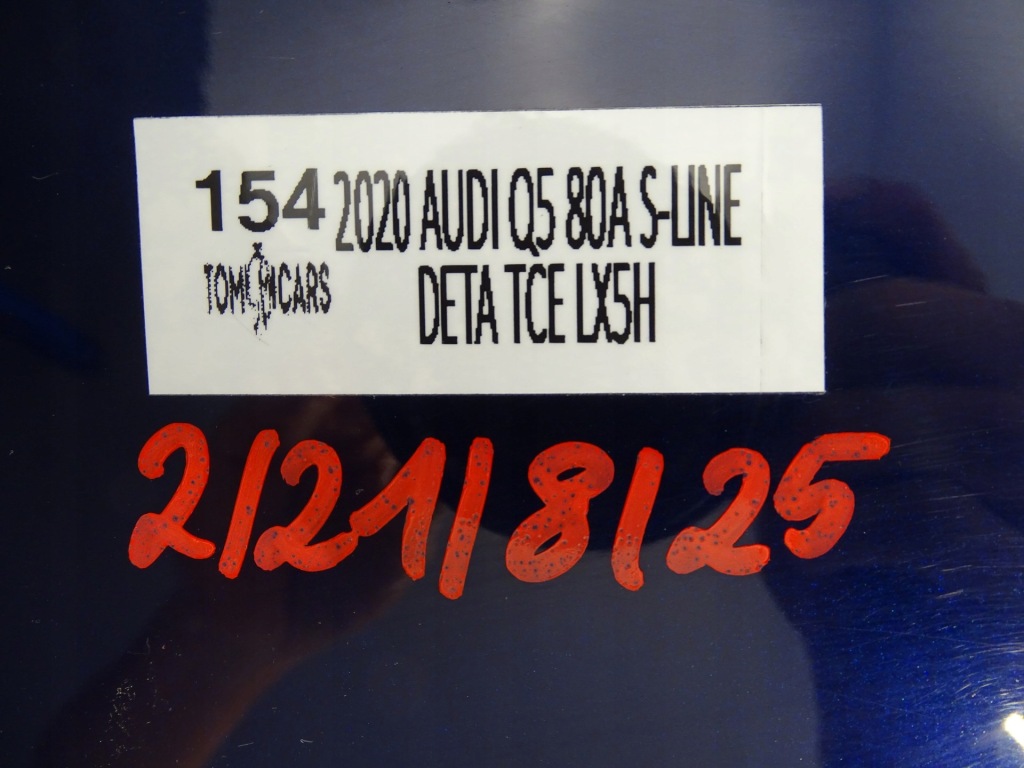 154 2020 AUDI Q5 80A S-LINE
TOM CARS DETA TCE LX5H
2/21/8/25